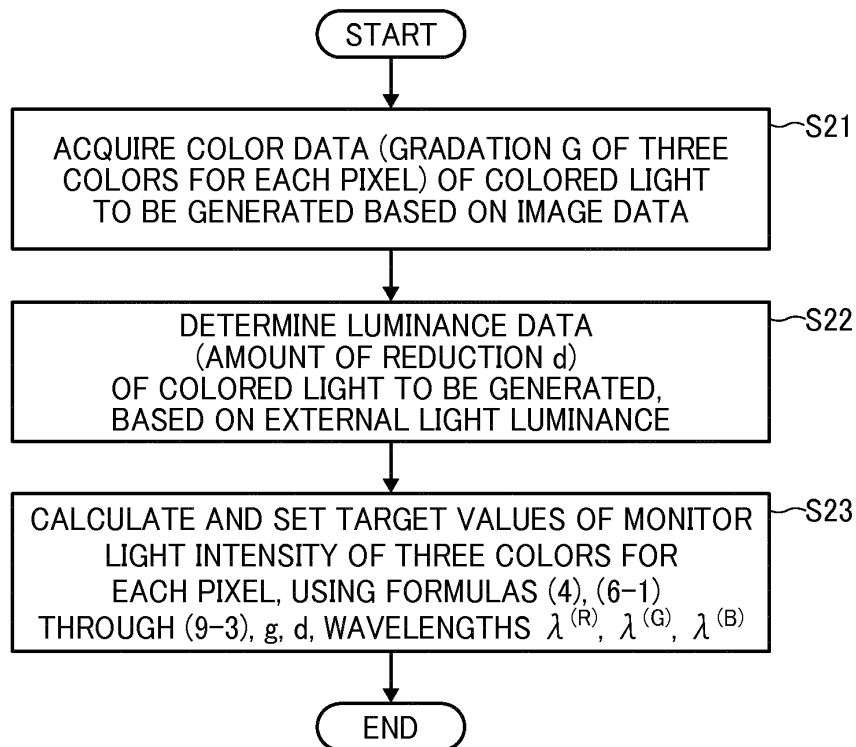 START
S21
ACQUIRE COLOR DATA (GRADATION G OF THREE
COLORS FOR EACH PIXEL) OF COLORED LIGHT
TO BE GENERATED BASED ON IMAGE DATA
S22
DETERMINE LUMINANCE DATA
(AMOUNT OF REDUCTION d)
OF COLORED LIGHT TO BE GENERATED,
BASED ON EXTERNAL LIGHT LUMINANCE
S23
CALCULATE AND SET TARGET VALUES OF MONITOR
LIGHT INTENSITY OF THREE COLORS FOR
EACH PIXEL, USING FORMULAS (4), (6-1)
THROUGH (9-3), g, d, WAVELENGTHS λ(R), λ(G), λ(B)
END